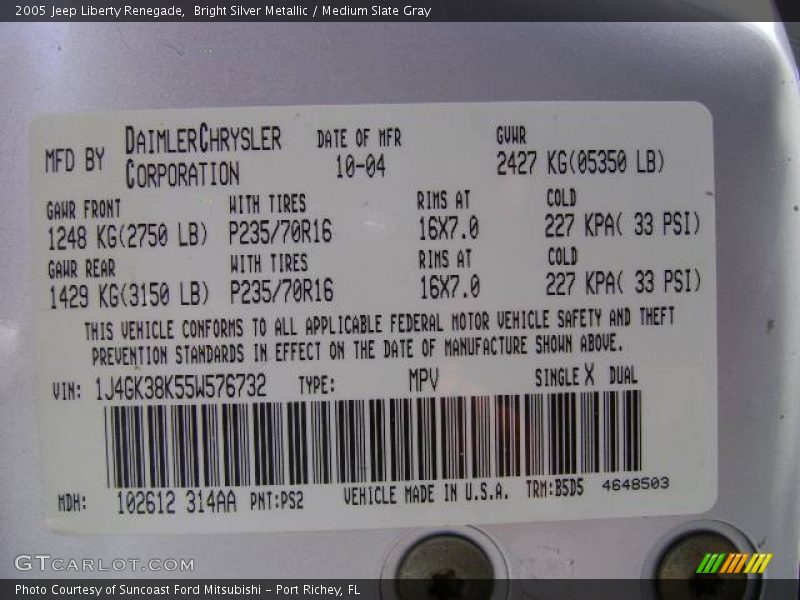 2005 Jeep Liberty Renegade, Bright Silver Metallic / Medium Slate Gray
MFD BY DAIMLERCHRYSLER CORPORATION DATE OF MFR 10-04 GVWR 2427 KG(05350 LB)
GAWR FRONT WITH TIRES RIMS AT COLD
1248 KG(2750 LB) P235/70R16 16X7.0 227 KPA( 33 PSI)
GAWR REAR WITH TIRES RIMS AT COLD
1429 KG(3150 LB) P235/70R16 16X7.0 227 KPA( 33 PSI)
THIS VEHICLE CONFORMS TO ALL APPLICABLE FEDERAL MOTOR VEHICLE SAFETY AND THEFT
PREVENTION STANDARDS IN EFFECT ON THE DATE OF MANUFACTURE SHOWN ABOVE.
VIN: 1J4GK38K55W576732 TYPE: MPV SINGLE X DUAL
MDH: 102612 314AA PNT:PS2 VEHICLE MADE IN U.S.A. TRM:B5D5 4648503
GTCARLOT.COM
Photo Courtesy of Suncoast Ford Mitsubishi - Port Richey, FL